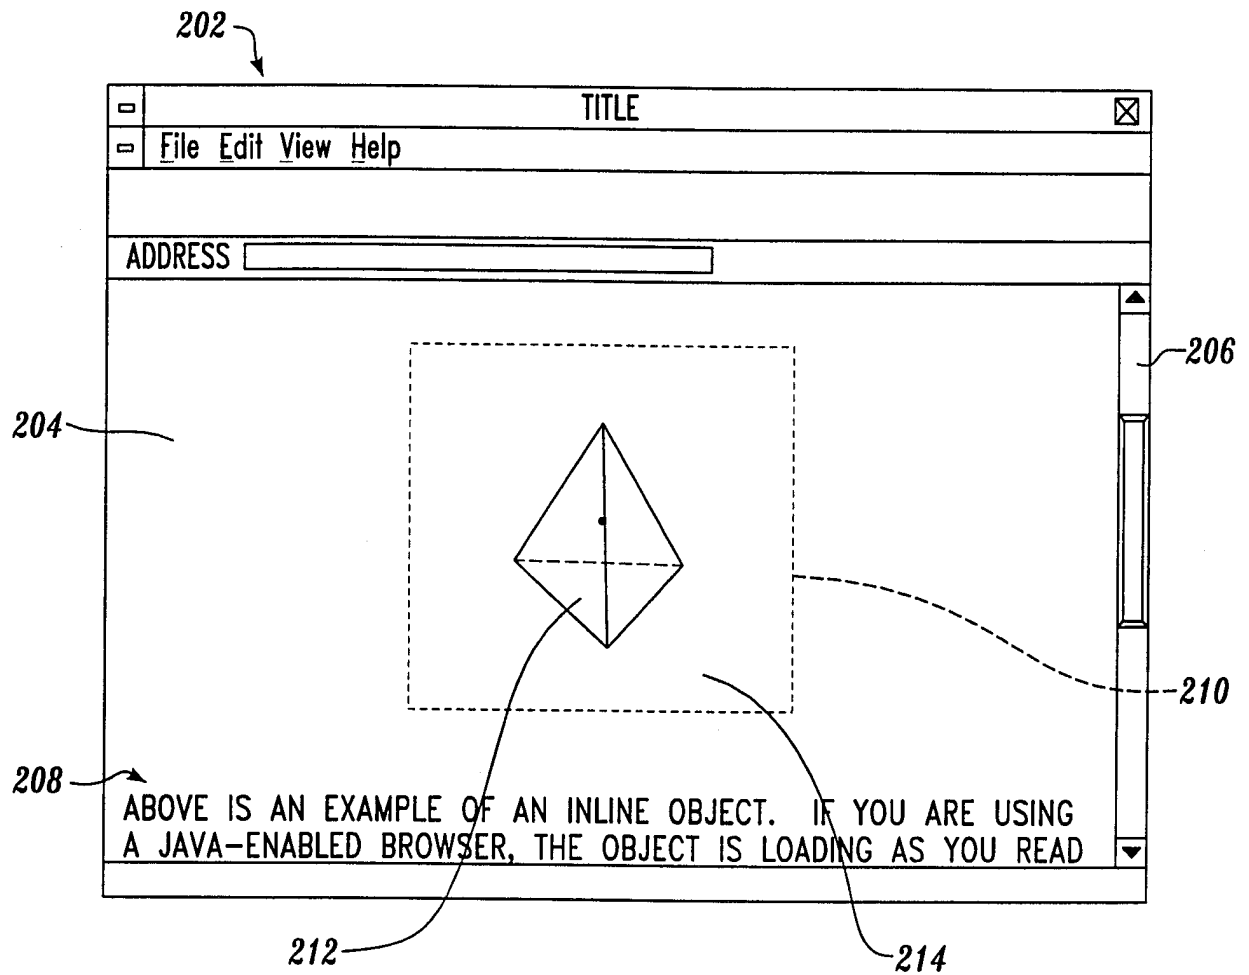 202
TITLE
File Edit View Help
ADDRESS
206
204
210
208
ABOVE IS AN EXAMPLE OF AN INLINE OBJECT. IF YOU ARE USING
A JAVA-ENABLED BROWSER, THE OBJECT IS LOADING AS YOU READ
212
214